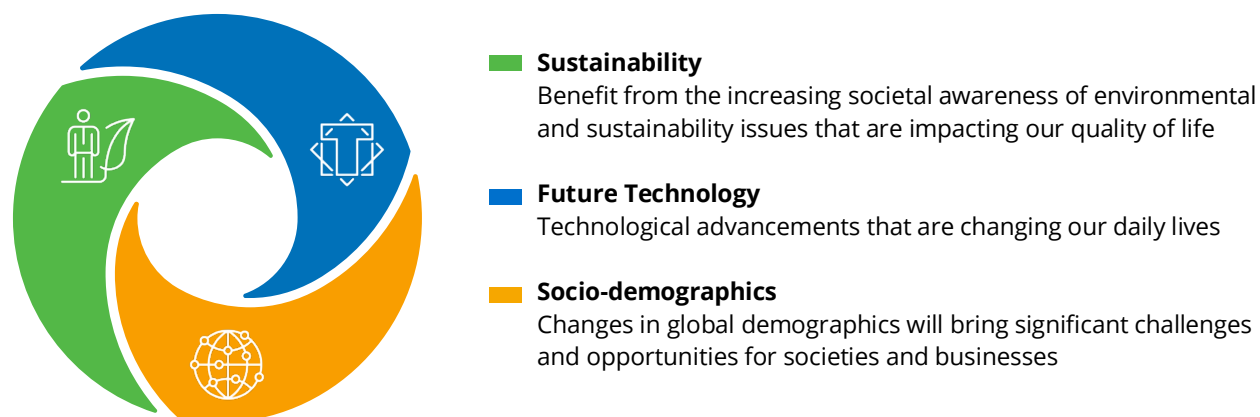 Sustainability
Benefit from the increasing societal awareness of environmental
and sustainability issues that are impacting our quality of life
Future Technology
Technological advancements that are changing our daily lives
Socio-demographics
Changes in global demographics will bring significant challenges
and opportunities for societies and businesses